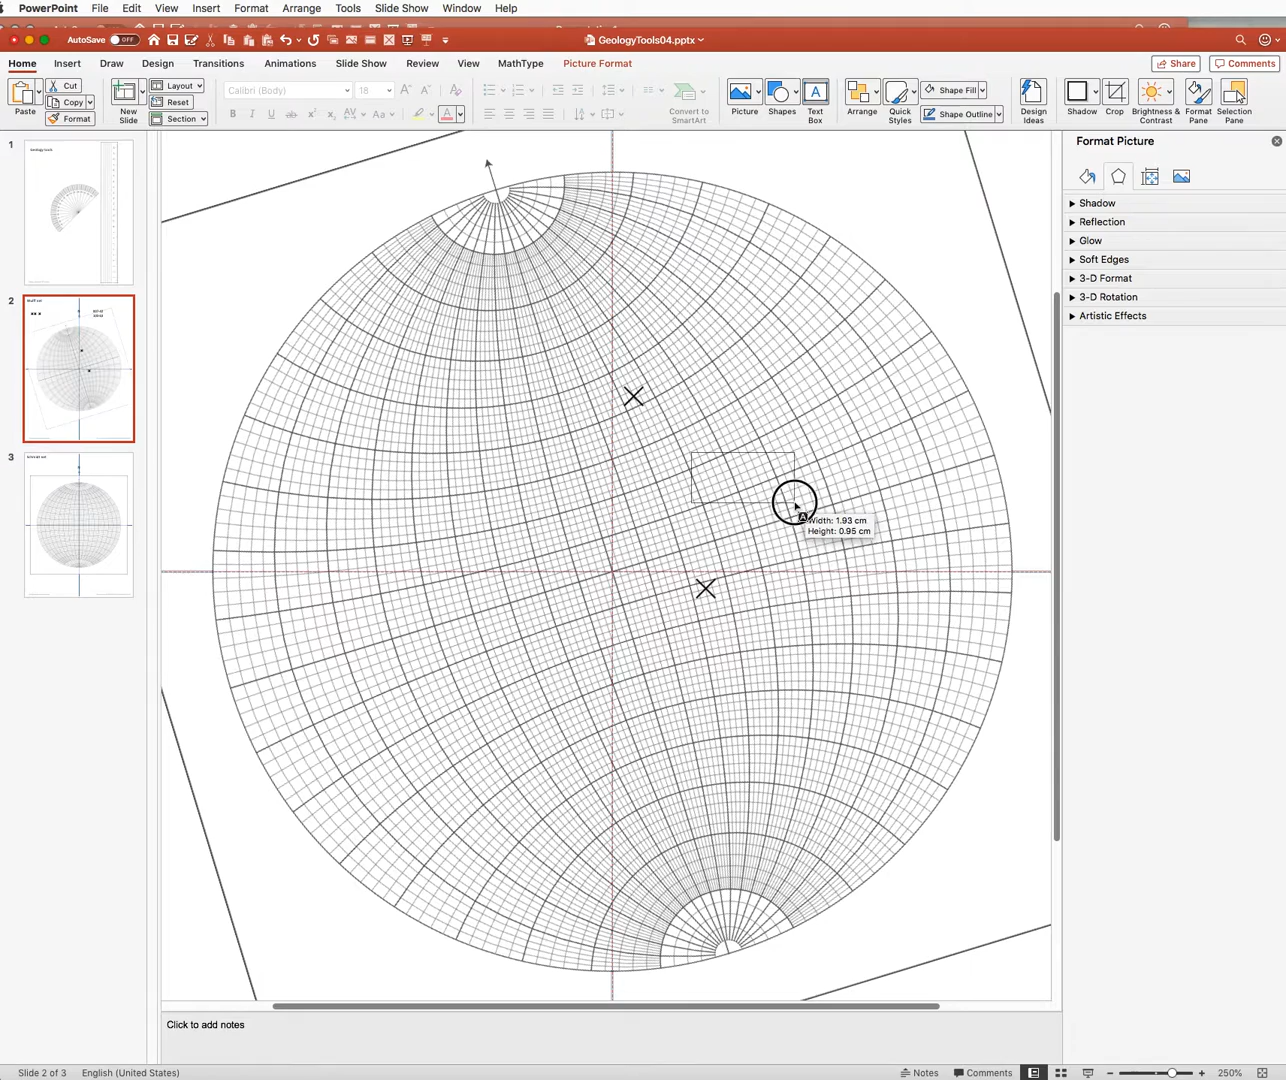 PowerPoint File Edit View Insert Format Arrange Tools Slide Show Window Help
AutoSave OFF GeologyTools04.pptx
Home Insert Draw Design Transitions Animations Slide Show Review View MathType Picture Format Share Comments
Paste Cut Copy Format
New Slide Layout Reset Section
Calibri (Body) 18
Convert to SmartArt
Picture Shapes Text Box Arrange Quick Styles Shape Fill Shape Outline Design Ideas Shadow Crop Brightness & Contrast Format Pane Selection Pane
Format Picture
Shadow
Reflection
Glow
Soft Edges
3-D Format
3-D Rotation
Artistic Effects
1
2
3
Width: 1.93 cm
Height: 0.95 cm
Click to add notes
Slide 2 of 3 English (United States) Notes Comments 250%